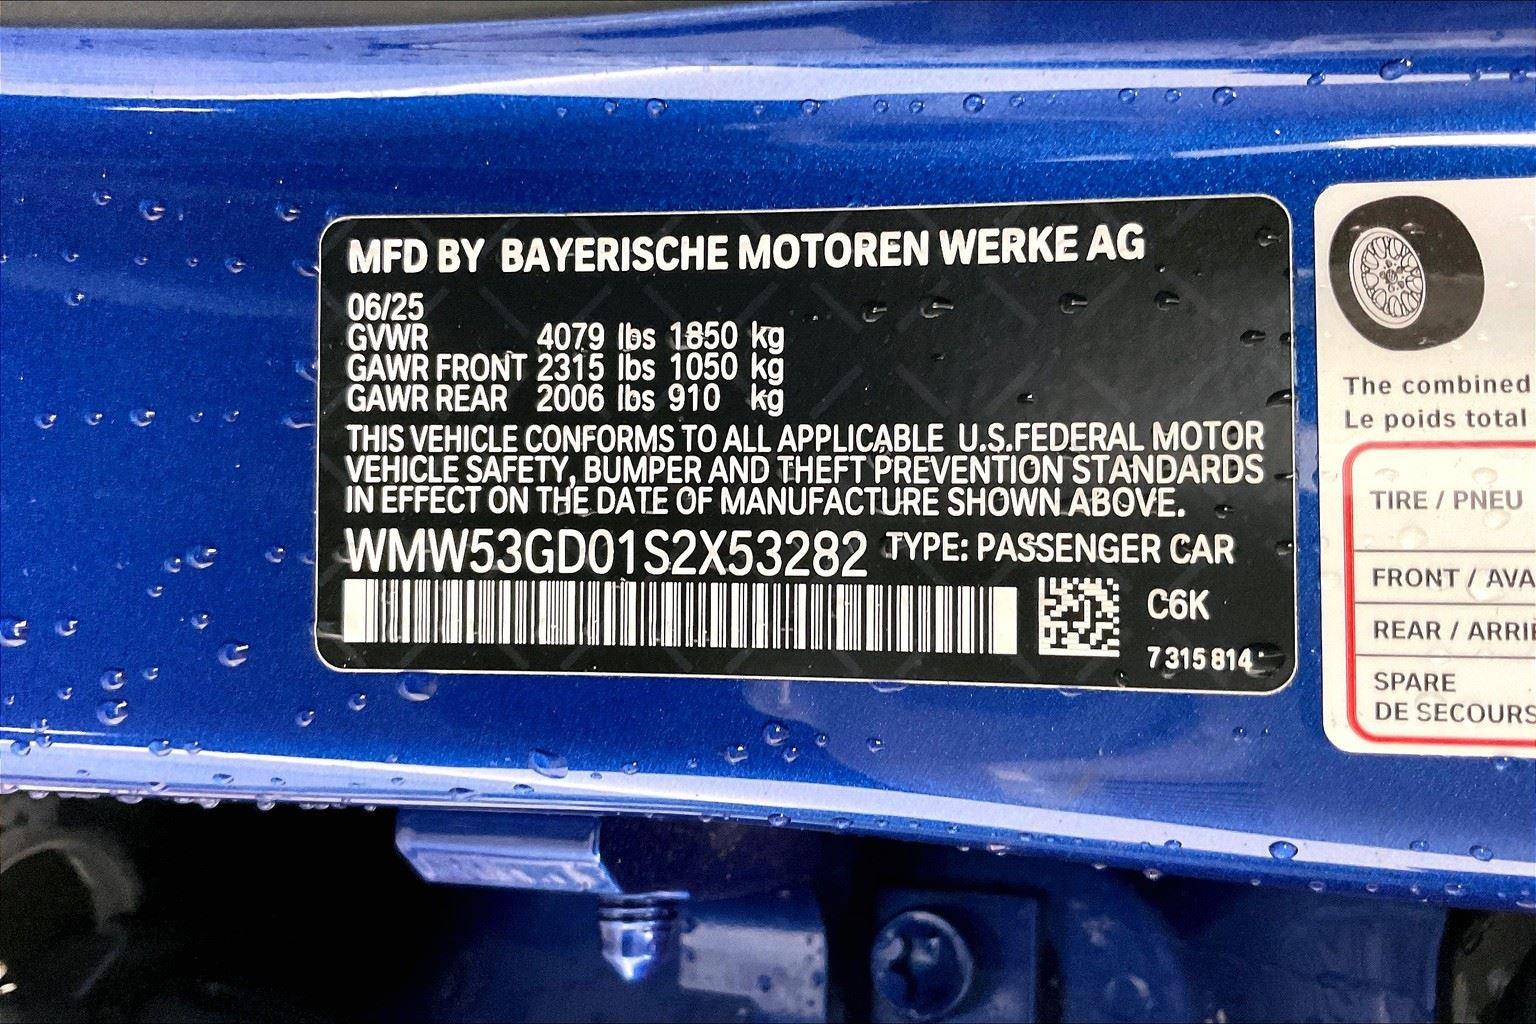 MFD BY BAYERISCHE MOTOREN WERKE AG
06/25
GVWR 4079 lbs 1850 kg
GAWR FRONT 2315 lbs 1050 kg
GAWR REAR 2006 lbs 910 kg
THIS VEHICLE CONFORMS TO ALL APPLICABLE U.S.FEDERAL MOTOR
VEHICLE SAFETY, BUMPER AND THEFT PREVENTION STANDARDS
IN EFFECT ON THE DATE OF MANUFACTURE SHOWN ABOVE.
WMW53GD01S2X53282 TYPE: PASSENGER CAR
C6K
7 315 814
The combined
Le poids total
TIRE / PNEU
FRONT / AVA
REAR / ARRIÈ
SPARE
DE SECOURS